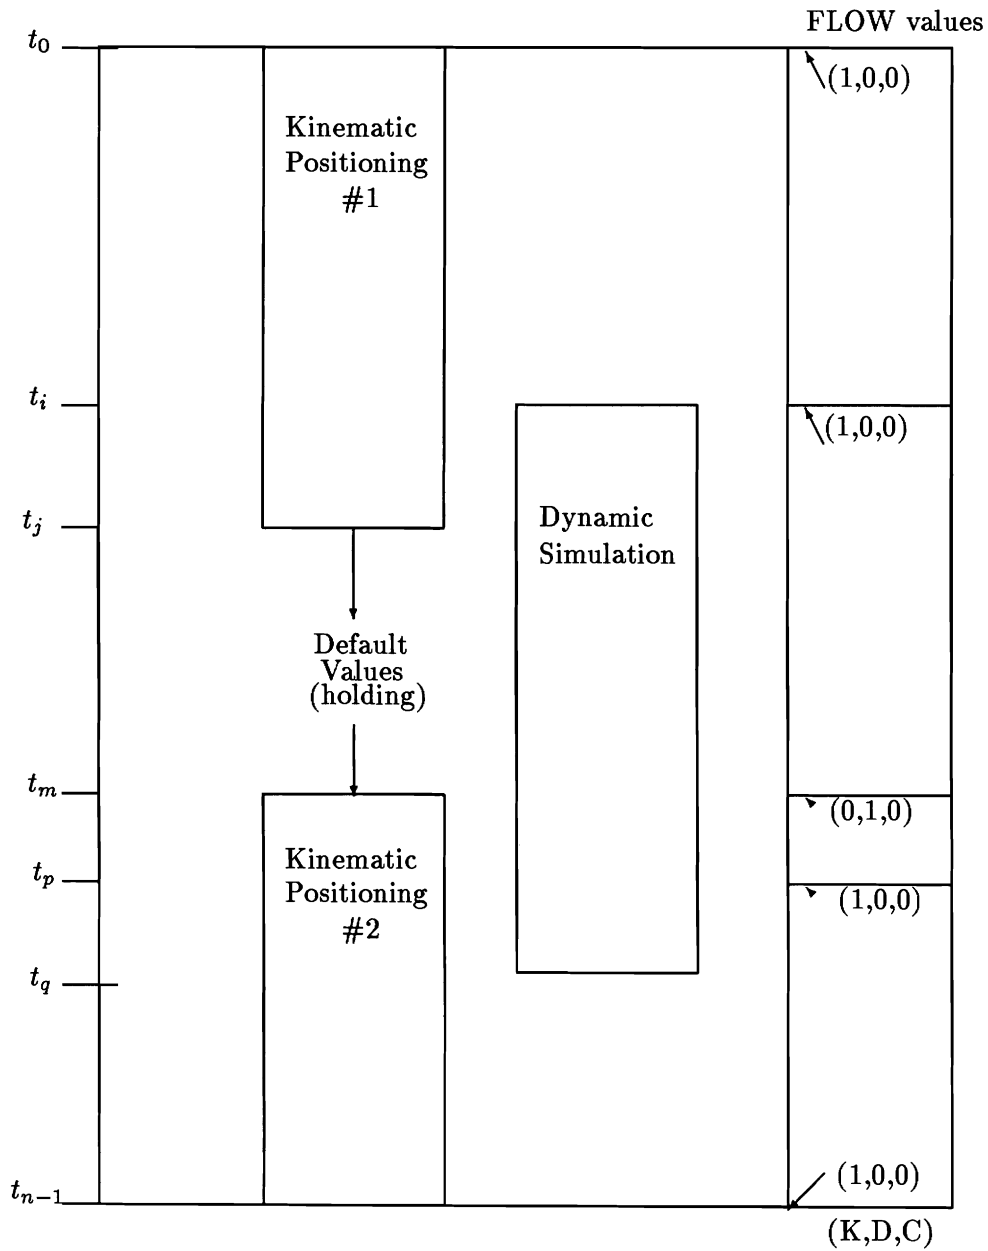 FLOW values
t0
(1,0,0)
Kinematic
Positioning
#1
ti
(1,0,0)
tj
Dynamic
Simulation
Default
Values
(holding)
tm
(0,1,0)
Kinematic
Positioning
#2
tp
(1,0,0)
tq
(1,0,0)
tn−1
(K,D,C)